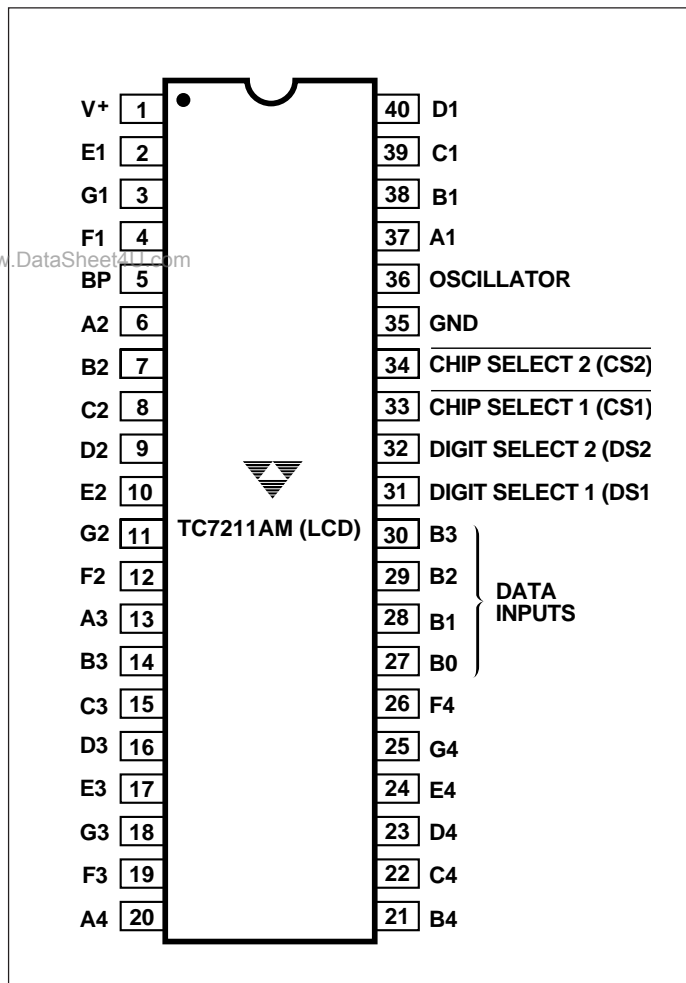 V+ 1 40 D1
E1 2 39 C1
G1 3 38 B1
F1 4 37 A1
w.DataSheet4U.com
BP 5 36 OSCILLATOR
A2 6 35 GND
B2 7 34 CHIP SELECT 2 (CS2)
C2 8 33 CHIP SELECT 1 (CS1)
D2 9 32 DIGIT SELECT 2 (DS2
E2 10 31 DIGIT SELECT 1 (DS1
G2 11 TC7211AM (LCD) 30 B3
F2 12 29 B2
DATA
INPUTS
A3 13 28 B1
B3 14 27 B0
C3 15 26 F4
D3 16 25 G4
E3 17 24 E4
G3 18 23 D4
F3 19 22 C4
A4 20 21 B4